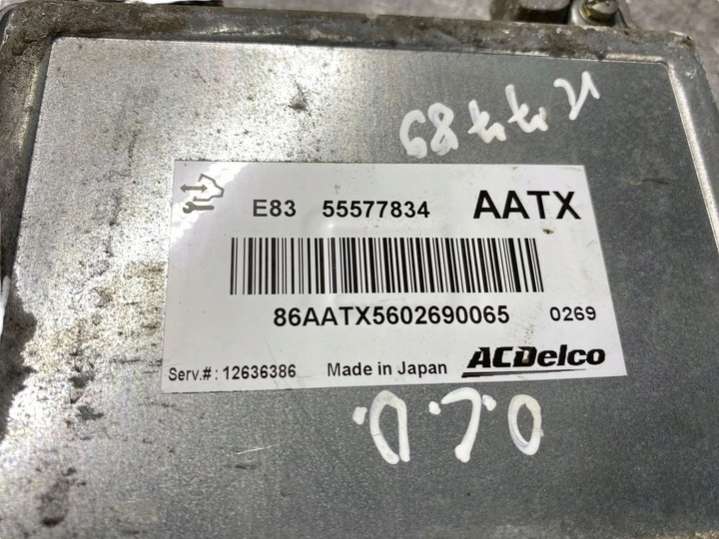 E83 55577834 AATX
86AATX5602690065 0269
Serv.#: 12636386 Made in Japan ACDelco